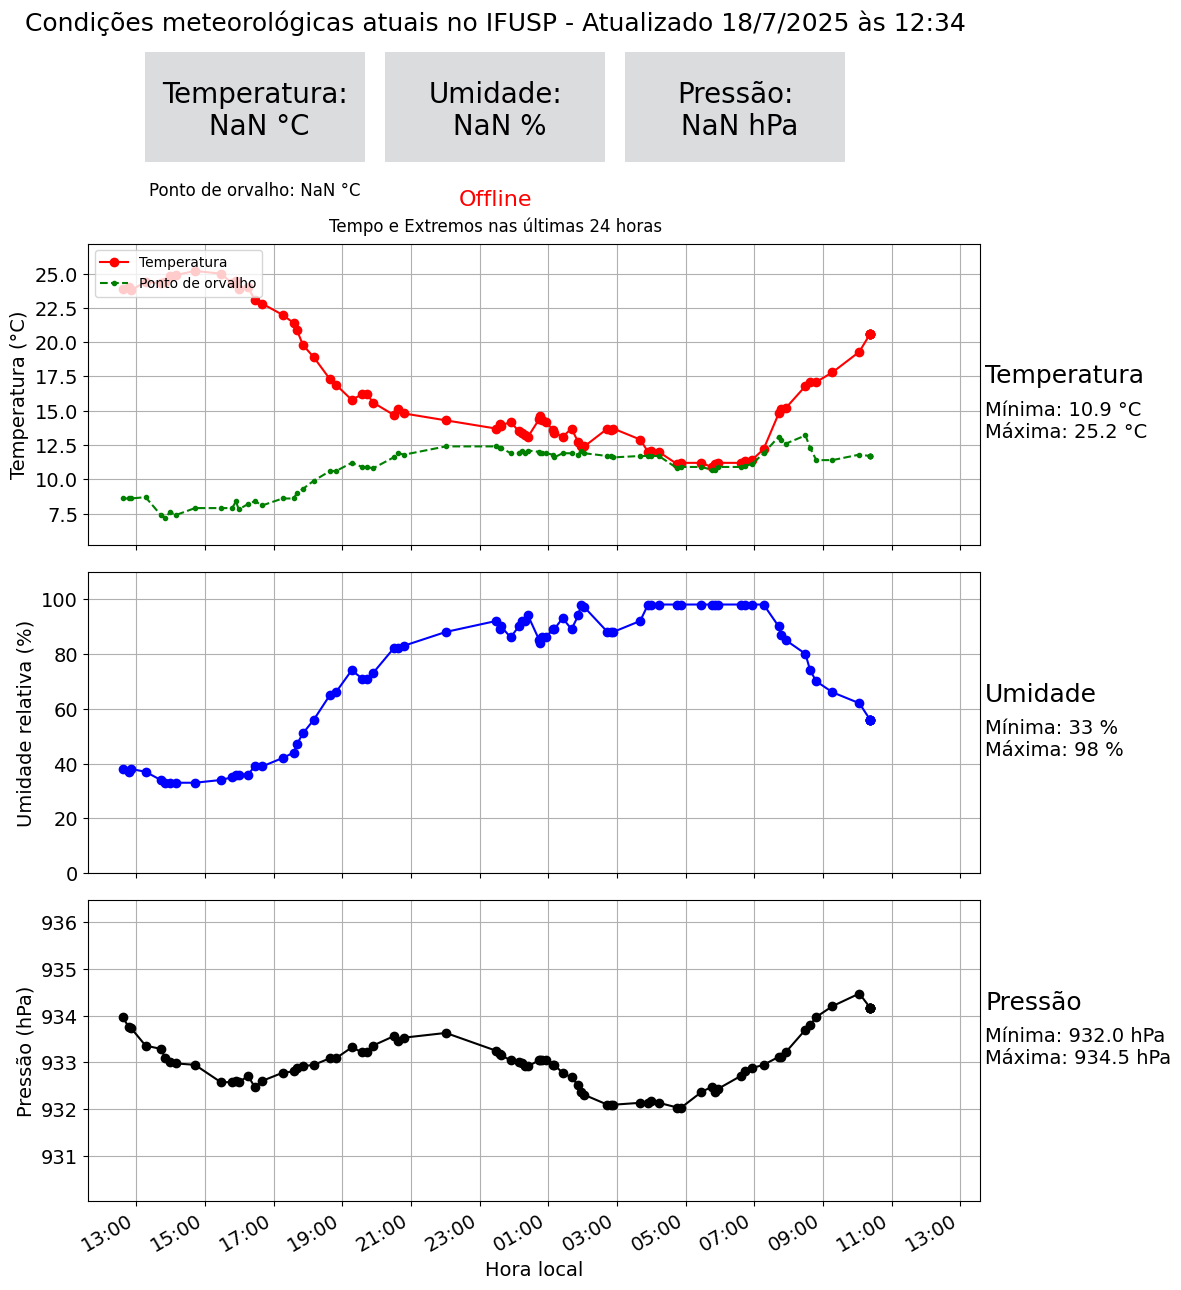 Condições meteorológicas atuais no IFUSP - Atualizado 18/7/2025 às 12:34
Temperatura:
NaN °C
Umidade:
NaN %
Pressão:
NaN hPa
Ponto de orvalho: NaN °C
Offline
Tempo e Extremos nas últimas 24 horas
Temperatura (°C)
25.0
22.5
20.0
17.5
15.0
12.5
10.0
7.5
Temperatura
Ponto de orvalho
Temperatura
Mínima: 10.9 °C
Máxima: 25.2 °C
Umidade relativa (%)
100
80
60
40
20
0
Umidade
Mínima: 33 %
Máxima: 98 %
Pressão (hPa)
936
935
934
933
932
931
Pressão
Mínima: 932.0 hPa
Máxima: 934.5 hPa
13:00 15:00 17:00 19:00 21:00 23:00 01:00 03:00 05:00 07:00 09:00 11:00 13:00
Hora local